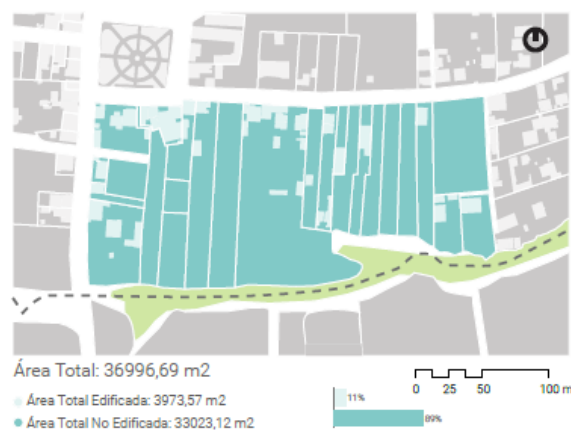 Área Total: 36996,69 m2
Área Total Edificada: 3973,57 m2
Área Total No Edificada: 33023,12 m2
11%
89%
0 25 50 100 m